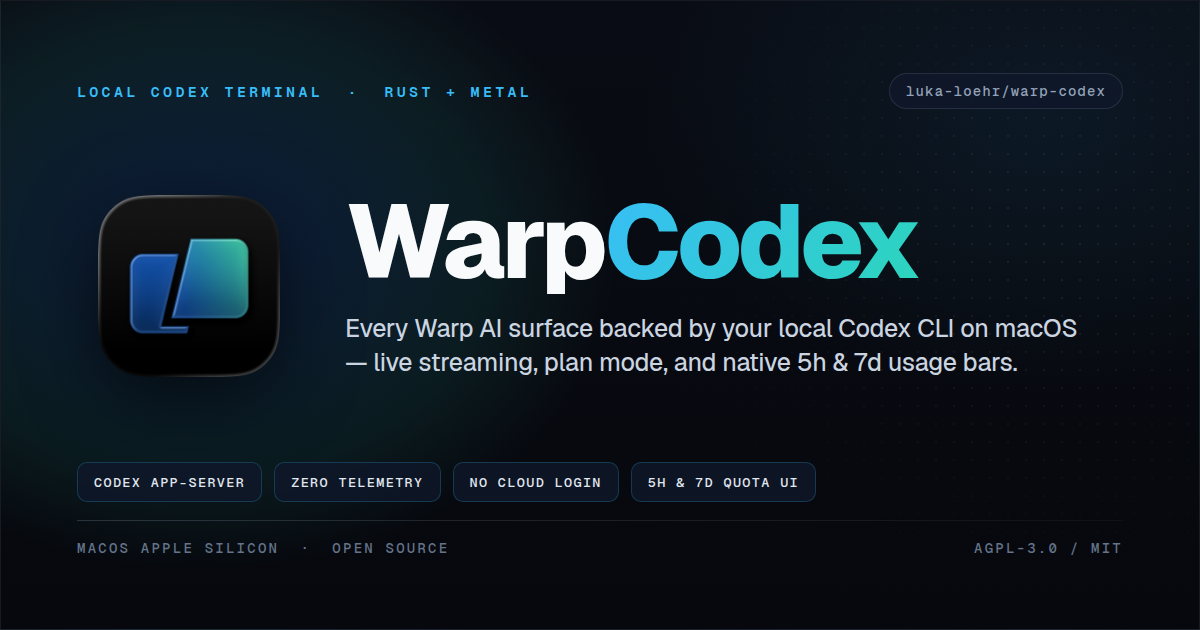 LOCAL CODEX TERMINAL · RUST + METAL
luka-loehr/warp-codex
WarpCodex
Every Warp AI surface backed by your local Codex CLI on macOS
— live streaming, plan mode, and native 5h & 7d usage bars.
CODEX APP-SERVER
ZERO TELEMETRY
NO CLOUD LOGIN
5H & 7D QUOTA UI
MACOS APPLE SILICON · OPEN SOURCE
AGPL-3.0 / MIT